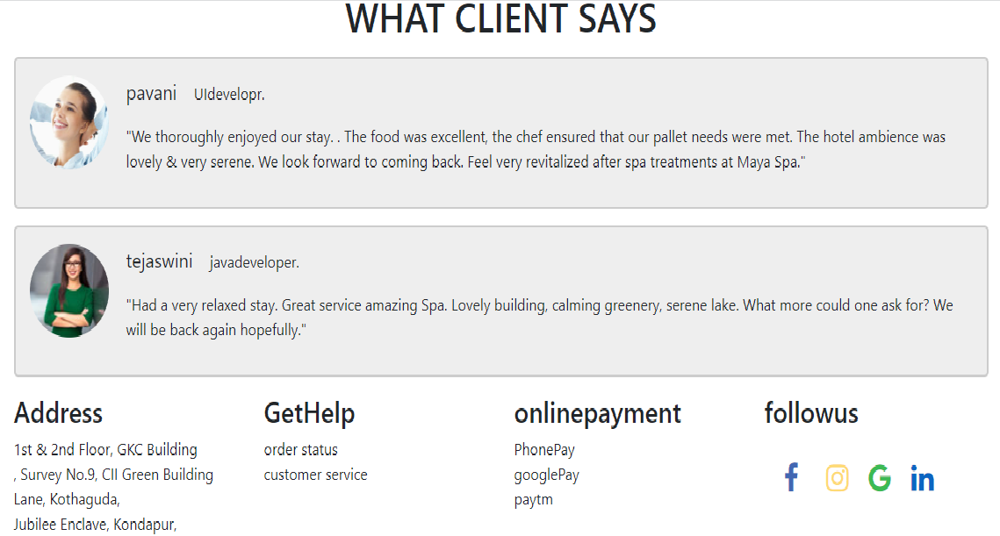 WHAT CLIENT SAYS
pavani UIdevelopr.
"We thoroughly enjoyed our stay. . The food was excellent, the chef ensured that our pallet needs were met. The hotel ambience was
lovely & very serene. We look forward to coming back. Feel very revitalized after spa treatments at Maya Spa."
tejaswini javadeveloper.
"Had a very relaxed stay. Great service amazing Spa. Lovely building, calming greenery, serene lake. What more could one ask for? We
will be back again hopefully."
Address
1st & 2nd Floor, GKC Building
, Survey No.9, CII Green Building
Lane, Kothaguda,
Jubilee Enclave, Kondapur,
GetHelp
order status
customer service
onlinepayment
PhonePay
googlePay
paytm
followus
f G in